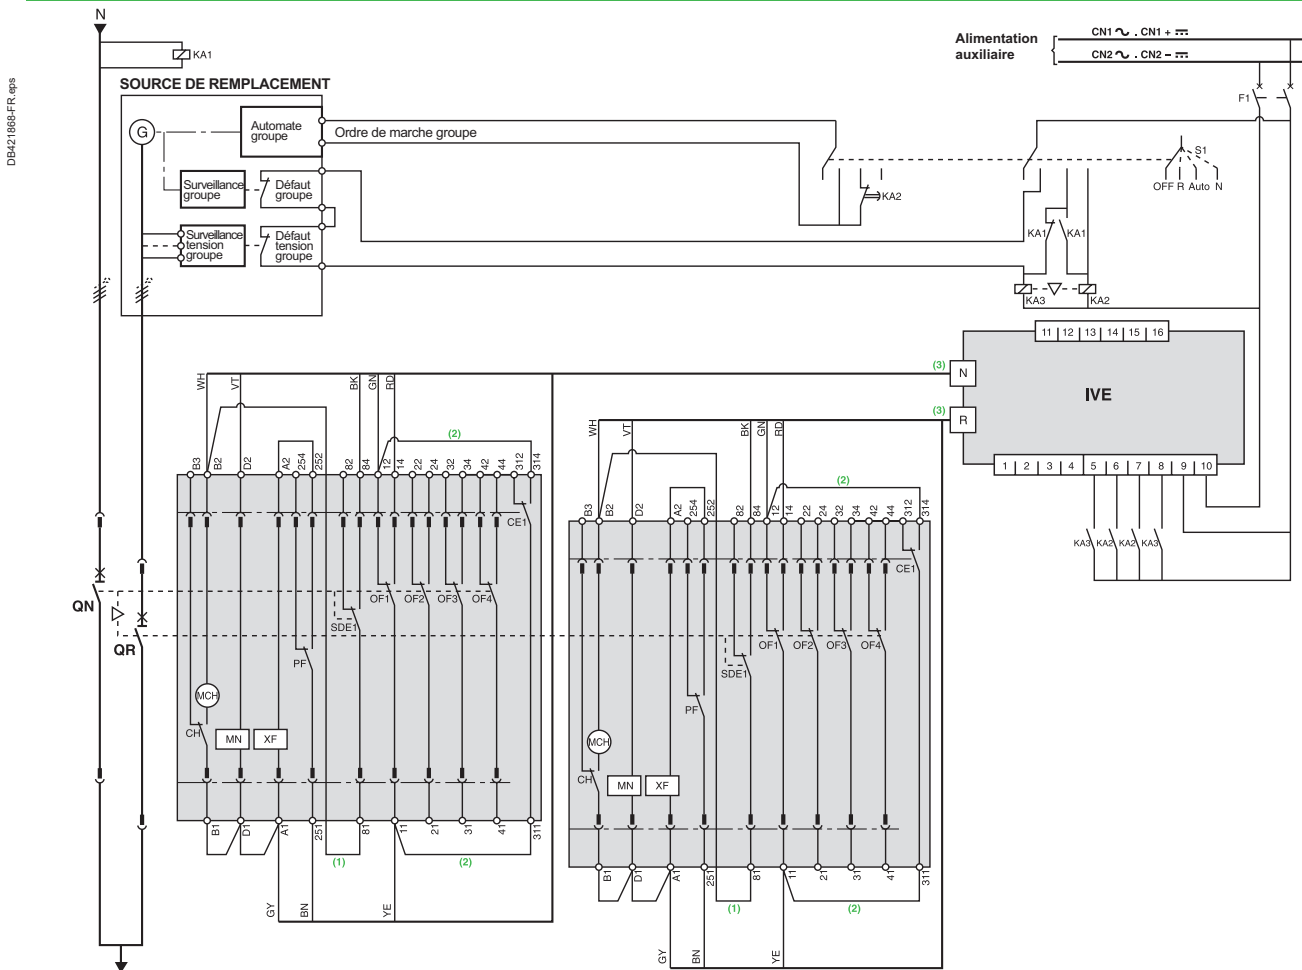 N
KA1
DB421868-FR.eps
SOURCE DE REMPLACEMENT
G
Automate
groupe
Ordre de marche groupe
Surveillance
groupe
Défaut
groupe
Surveillance
tension
groupe
Défaut
tension
groupe
Alimentation
auxiliaire
CN1 . CN1 +
CN2 . CN2 –
F1
S1
OFF R Auto N
KA2
KA1 KA1
KA3 KA2
11 12 13 14 15 16
IVE
(3)
N
(3)
R
1 2 3 4 5 6 7 8 9 10
KA3 KA2 KA2 KA3
WH VT BK GN RD
(2)
B3 B2 D2 A2 254 252 82 84 12 14 22 24 32 34 42 44 312 314
CE1
QN
QR
OF1 OF2 OF3 OF4
SDE1
PF
MCH
CH
MN
XF
B1 D1 A1 251 81 11 21 31 41 311
(1)
(2)
GY BN YE
WH VT BK GN RD
(2)
B3 B2 D2 A2 254 252 82 84 12 14 22 24 32 34 42 44 312 314
CE1
OF1 OF2 OF3 OF4
SDE1
PF
MCH
CH
MN
XF
B1 D1 A1 251 81 11 21 31 41 311
(1)
(2)
GY BN YE